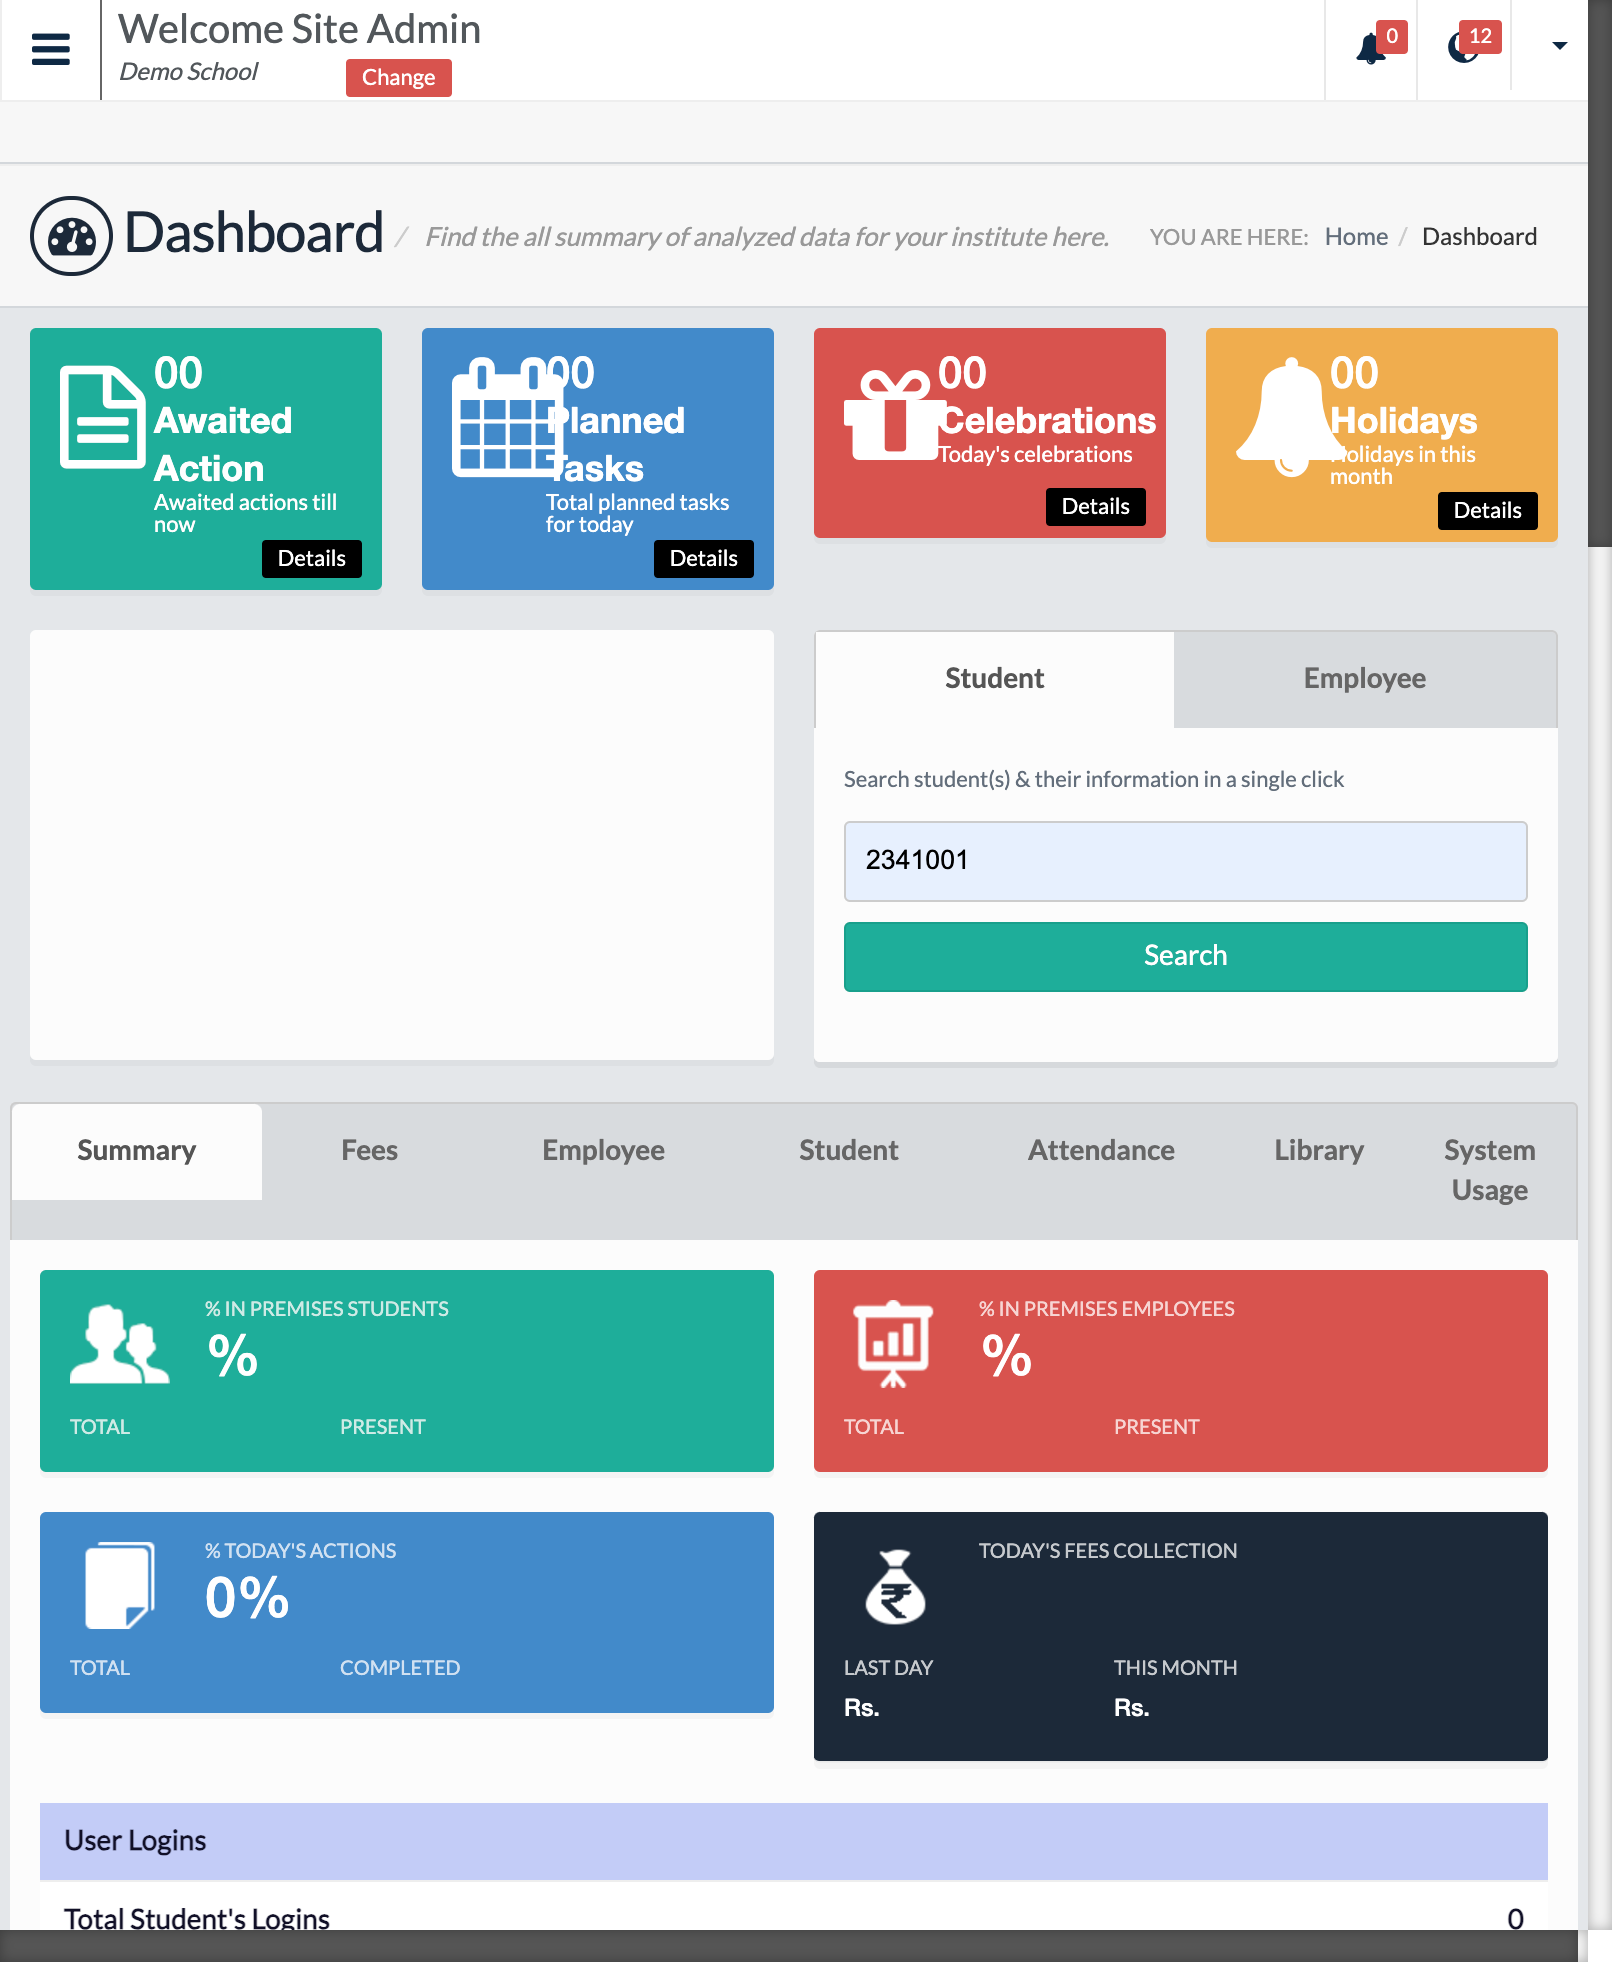 Welcome Site Admin
Demo School
Change
0
12
Dashboard / Find the all summary of analyzed data for your institute here.
YOU ARE HERE: Home / Dashboard
00
Awaited
Action
Awaited actions till
now
Details
00
Planned
Tasks
Total planned tasks
for today
Details
00
Celebrations
Today's celebrations
Details
00
Holidays
Holidays in this
month
Details
Student
Employee
Search student(s) & their information in a single click
2341001
Search
Summary
Fees
Employee
Student
Attendance
Library
System
Usage
% IN PREMISES STUDENTS
%
TOTAL
PRESENT
% IN PREMISES EMPLOYEES
%
TOTAL
PRESENT
% TODAY'S ACTIONS
0%
TOTAL
COMPLETED
TODAY'S FEES COLLECTION
₹
LAST DAY
THIS MONTH
Rs.
Rs.
User Logins
Total Student's Logins
0